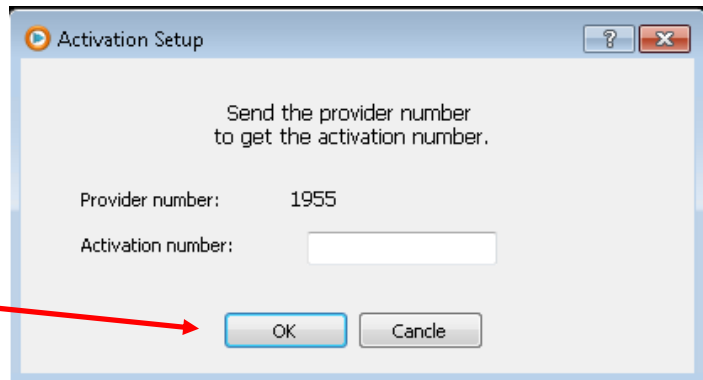 Activation Setup
?
Send the provider number
to get the activation number.
Provider number: 1955
Activation number:
OK Cancle